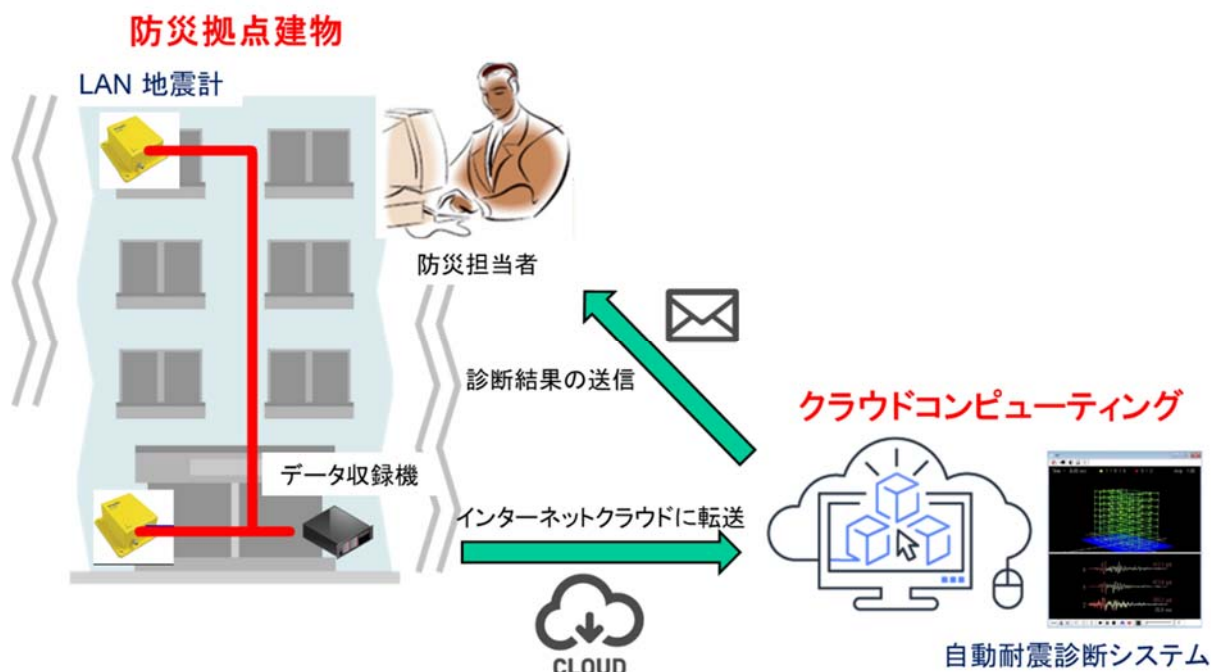 防災拠点建物
LAN 地震計
防災担当者
診断結果の送信
クラウドコンピューティング
データ収録機
インターネットクラウドに転送
CLOUD
自動耐震診断システム